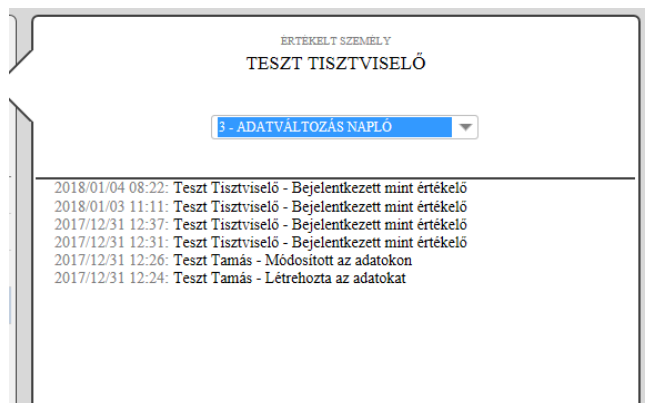 ÉRTÉKELT SZEMÉLY
TESZT TISZTVISELŐ
3 - ADATVÁLTOZÁS NAPLÓ
2018/01/04 08:22: Teszt Tisztviselő - Bejelentkezett mint értékelő
2018/01/03 11:11: Teszt Tisztviselő - Bejelentkezett mint értékelő
2017/12/31 12:37: Teszt Tisztviselő - Bejelentkezett mint értékelő
2017/12/31 12:31: Teszt Tisztviselő - Bejelentkezett mint értékelő
2017/12/31 12:26: Teszt Tamás - Módosított az adatokon
2017/12/31 12:24: Teszt Tamás - Létrehozta az adatokat